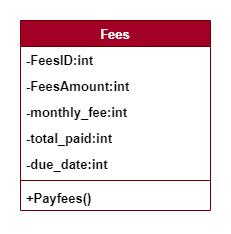 Fees
-FeesID:int
-FeesAmount:int
-monthly_fee:int
-total_paid:int
-due_date:int
+Payfees()